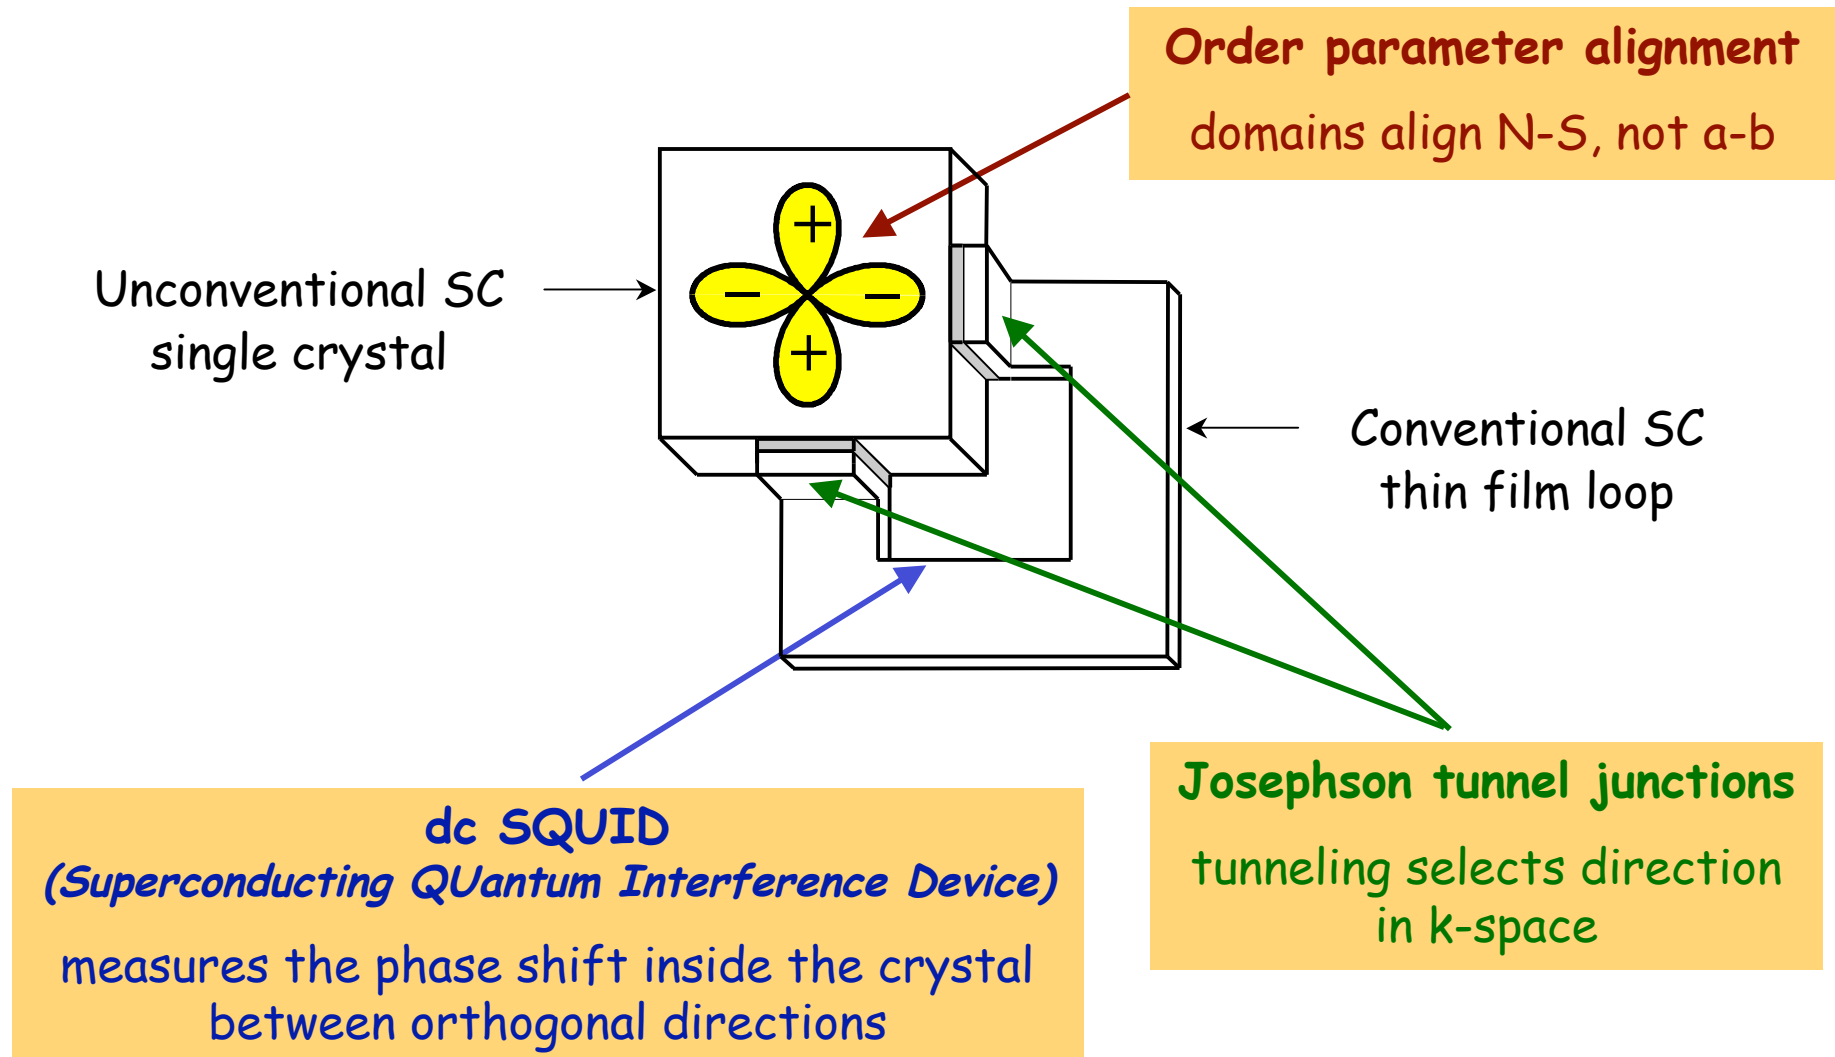 Order parameter alignment
domains align N-S, not a-b
+
Unconventional SC
single crystal
− −
+
Conventional SC
thin film loop
dc SQUID
(Superconducting QUantum Interference Device)
measures the phase shift inside the crystal
between orthogonal directions
Josephson tunnel junctions
tunneling selects direction
in k-space